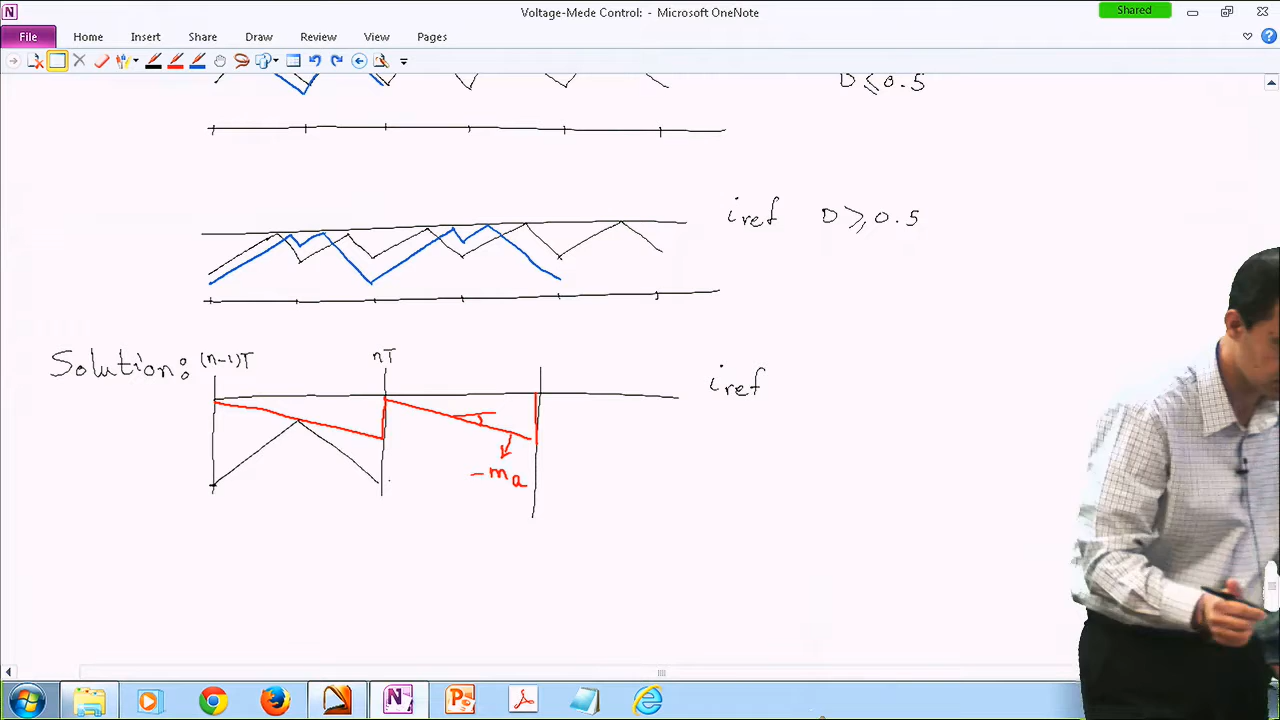 Voltage-Mede Control: - Microsoft OneNote
Shared
File Home Insert Share Draw Review View Pages
D ⩽ 0.5
iref D ⩾ 0.5
Solution:
(n-1)T nT
iref
-ma